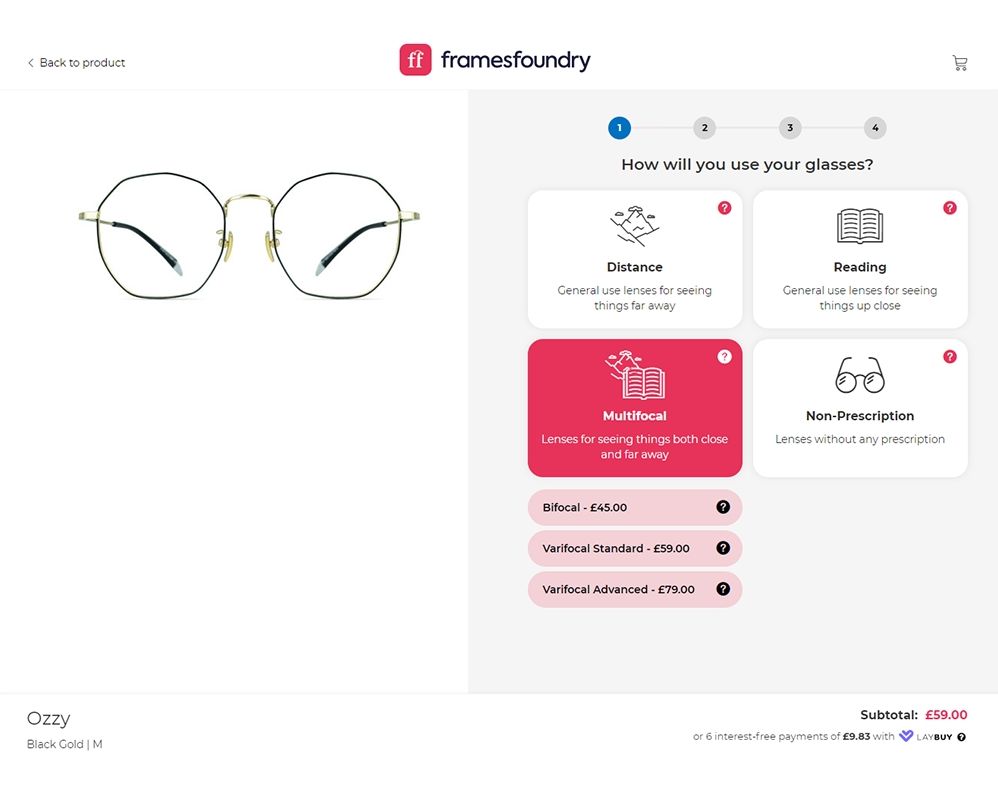 Back to product
ff framesfoundry
1 2 3 4
How will you use your glasses?
?
Distance
General use lenses for seeing
things far away
?
Reading
General use lenses for seeing
things up close
?
Multifocal
Lenses for seeing things both close
and far away
?
Non-Prescription
Lenses without any prescription
Bifocal - £45.00 ?
Varifocal Standard - £59.00 ?
Varifocal Advanced - £79.00 ?
Ozzy
Black Gold | M
Subtotal: £59.00
or 6 interest-free payments of £9.83 with LAYBUY ?